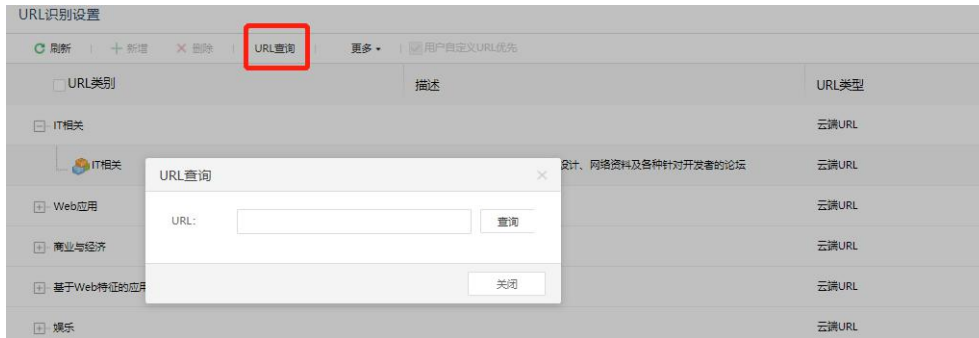 URL识别设置
刷新 新增 删除 URL查询 更多 用户自定义URL优先
URL类别 描述 URL类型
IT相关 云端URL
IT相关 设计、网络资料及各种针对开发者的论坛 云端URL
URL查询
Web应用 云端URL
URL: 查询
商业与经济 云端URL
基于Web特征的应用 关闭 云端URL
娱乐 云端URL